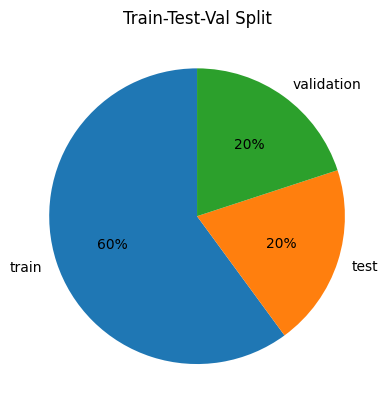 Train-Test-Val Split
validation
20%
20%
60%
train
test